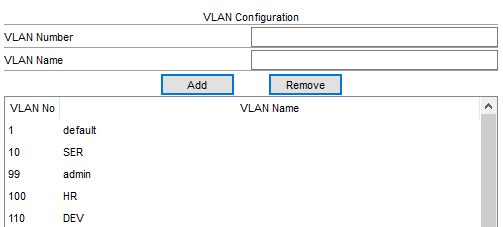 VLAN Configuration
VLAN Number
VLAN Name
Add Remove
VLAN No VLAN Name
1 default
10 SER
99 admin
100 HR
110 DEV